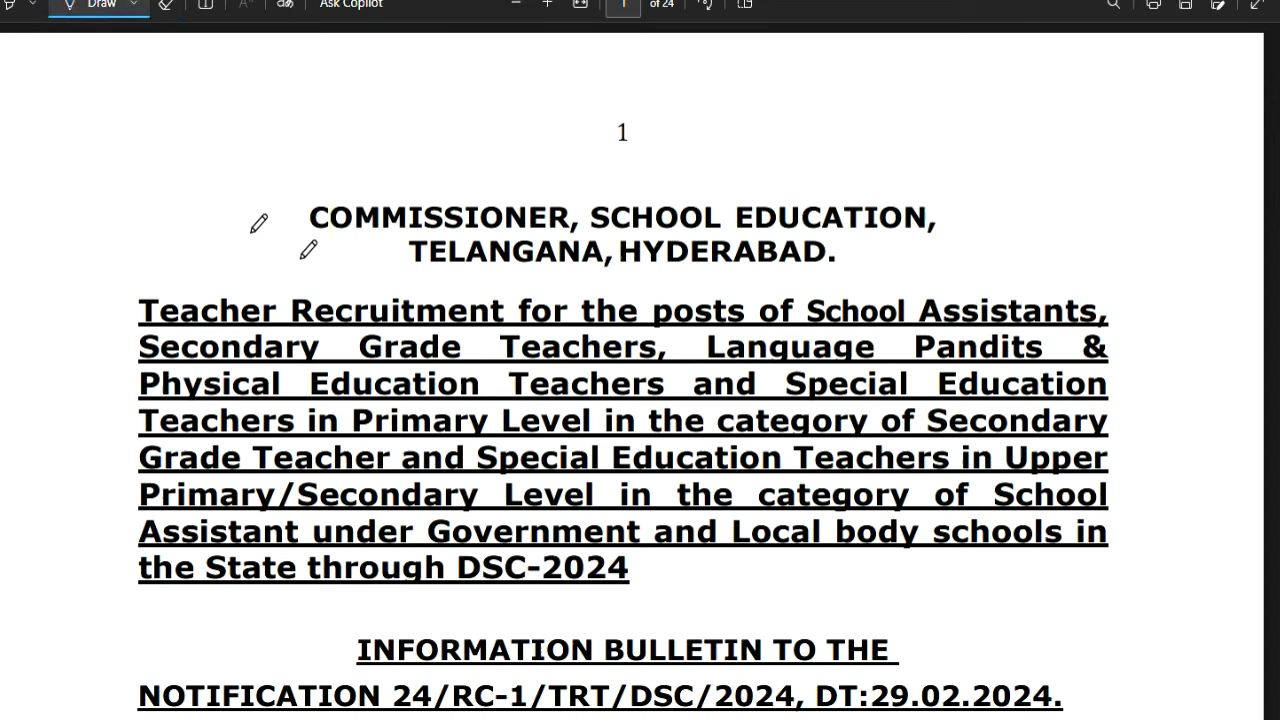 Draw
Ask Copilot
1
of 24
1
COMMISSIONER, SCHOOL EDUCATION,
TELANGANA, HYDERABAD.
Teacher Recruitment for the posts of School Assistants,
Secondary Grade Teachers, Language Pandits &
Physical Education Teachers and Special Education
Teachers in Primary Level in the category of Secondary
Grade Teacher and Special Education Teachers in Upper
Primary/Secondary Level in the category of School
Assistant under Government and Local body schools in
the State through DSC-2024
INFORMATION BULLETIN TO THE
NOTIFICATION 24/RC-1/TRT/DSC/2024, DT:29.02.2024.